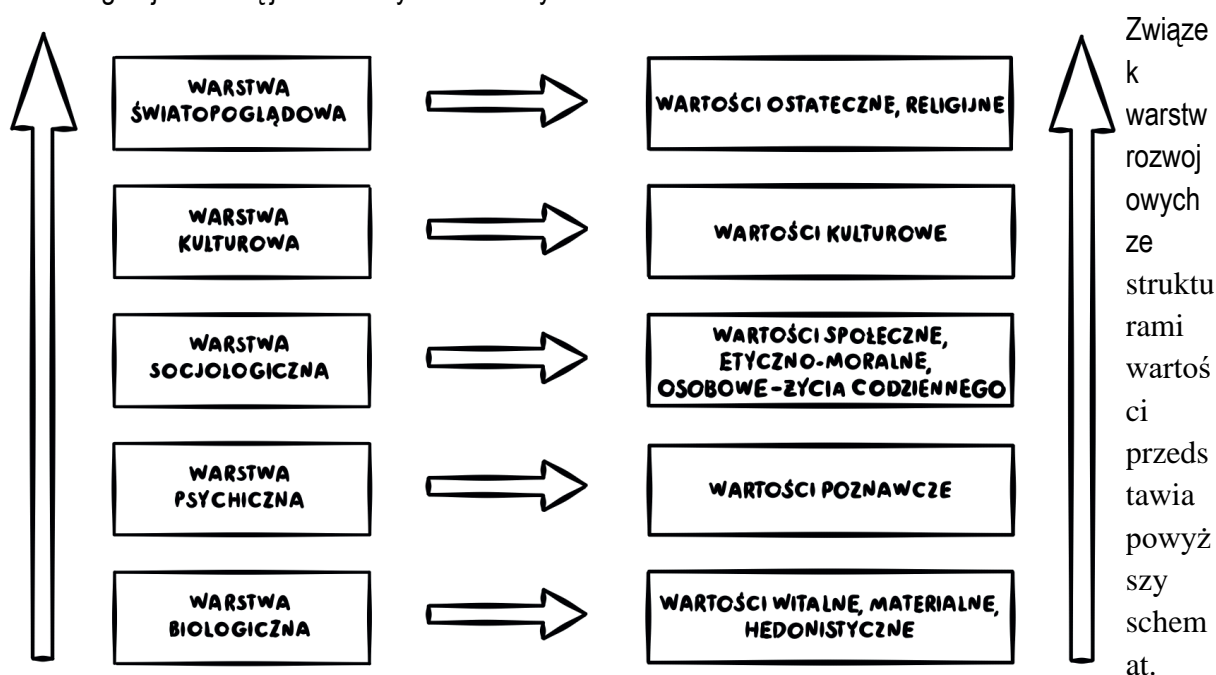 WARSTWA
ŚWIATOPOGLĄDOWA
WARTOŚCI OSTATECZNE, RELIGIJNE
WARSTWA
KULTUROWA
WARTOŚCI KULTUROWE
WARSTWA
SOCJOLOGICZNA
WARTOŚCI SPOŁECZNE,
ETYCZNO-MORALNE,
OSOBOWE-ŻYCIA CODZIENNEGO
WARSTWA
PSYCHICZNA
WARTOŚCI POZNAWCZE
WARSTWA
BIOLOGICZNA
WARTOŚCI WITALNE, MATERIALNE,
HEDONISTYCZNE
Związe
k
warstw
rozwoj
owych
ze
struktu
rami
wartoś
ci
przeds
tawia
powyż
szy
schem
at.